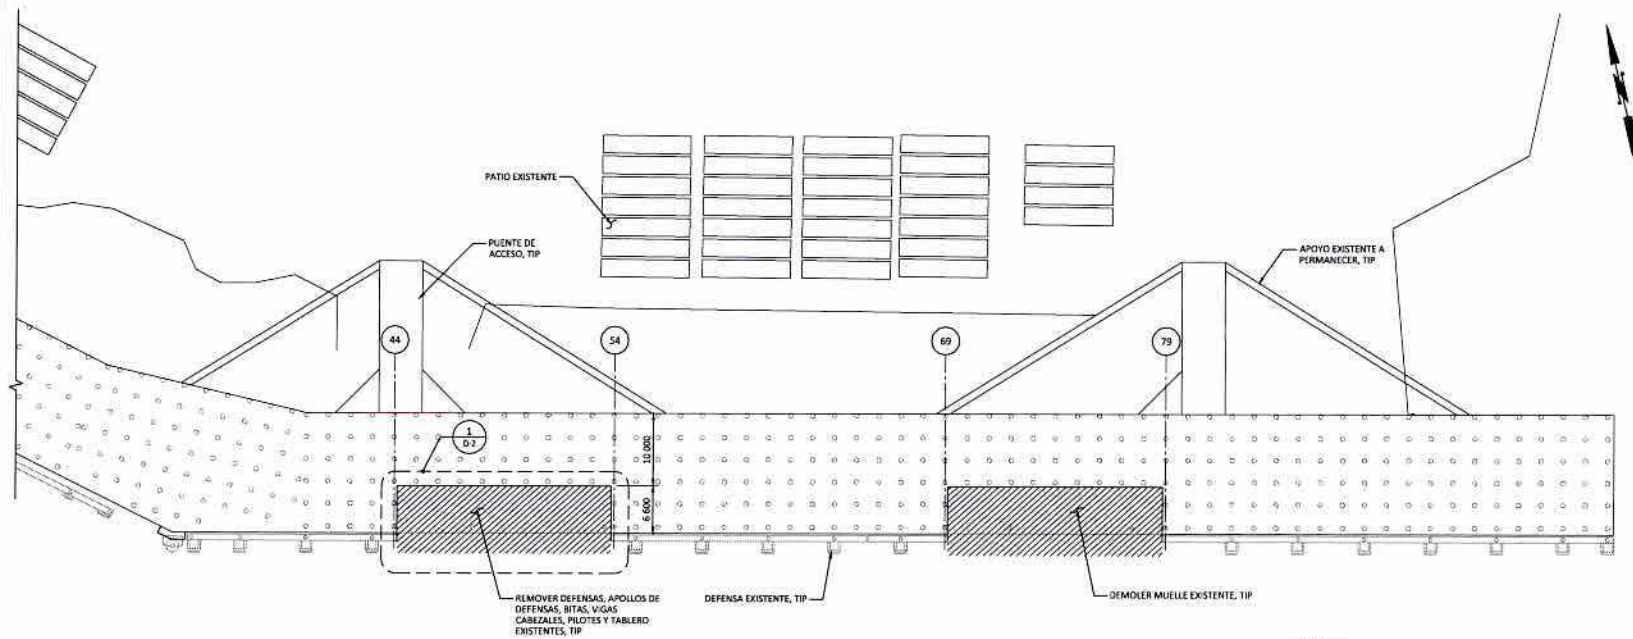 PATIO EXISTENTE
PUENTE DE
ACCESO, TIP
APOYO EXISTENTE A
PERMANECER, TIP
44
54
69
79
1
D-2
10 000
6 600
REMOVER DEFENSAS, APOLLOS DE
DEFENSAS, BITAS, VIGAS
CABEZALES, PILOTES Y TABLERO
EXISTENTES, TIP
DEFENSA EXISTENTE, TIP
DEMOLER MUELLE EXISTENTE, TIP